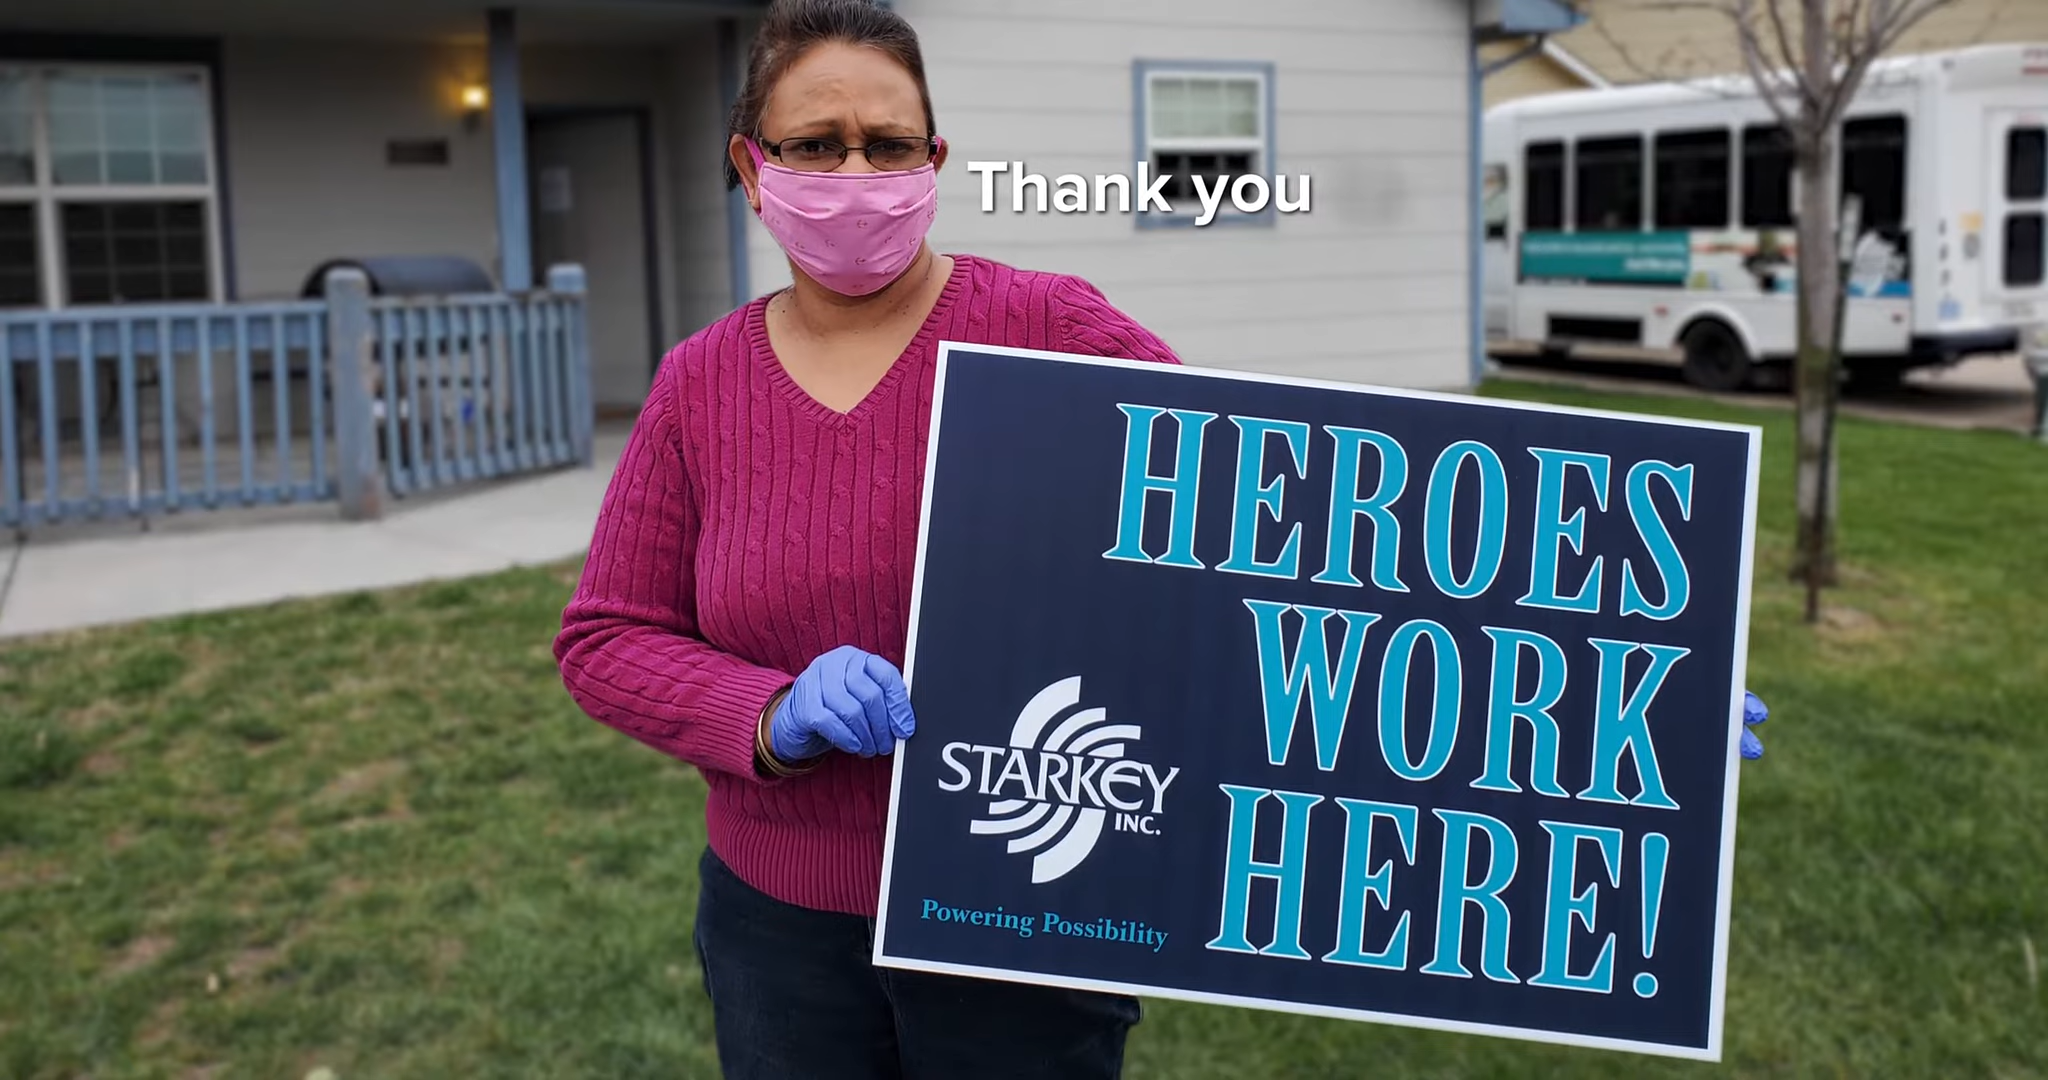 Thank you
HEROES
WORK
HERE!
STARKEY
INC.
Powering Possibility